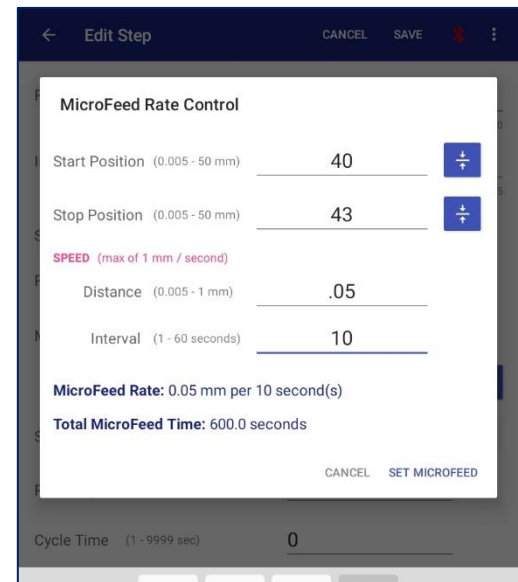 Edit Step CANCEL SAVE
MicroFeed Rate Control
Start Position (0.005 - 50 mm) 40
Stop Position (0.005 - 50 mm) 43
SPEED (max of 1 mm / second)
Distance (0.005 - 1 mm) .05
Interval (1 - 60 seconds) 10
MicroFeed Rate: 0.05 mm per 10 second(s)
Total MicroFeed Time: 600.0 seconds
CANCEL SET MICROFEED
Cycle Time (1 - 9999 sec) 0